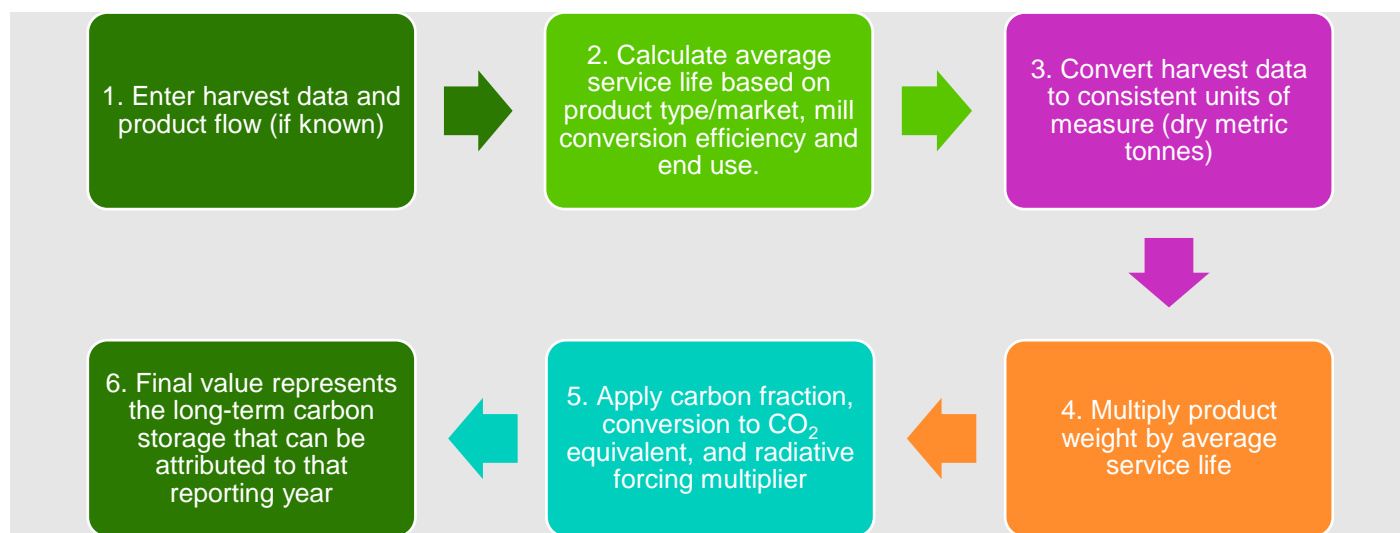 1. Enter harvest data and
product flow (if known)
2. Calculate average
service life based on
product type/market, mill
conversion efficiency and
end use.
3. Convert harvest data
to consistent units of
measure (dry metric
tonnes)
4. Multiply product
weight by average
service life
5. Apply carbon fraction,
conversion to CO₂
equivalent, and radiative
forcing multiplier
6. Final value represents
the long-term carbon
storage that can be
attributed to that
reporting year